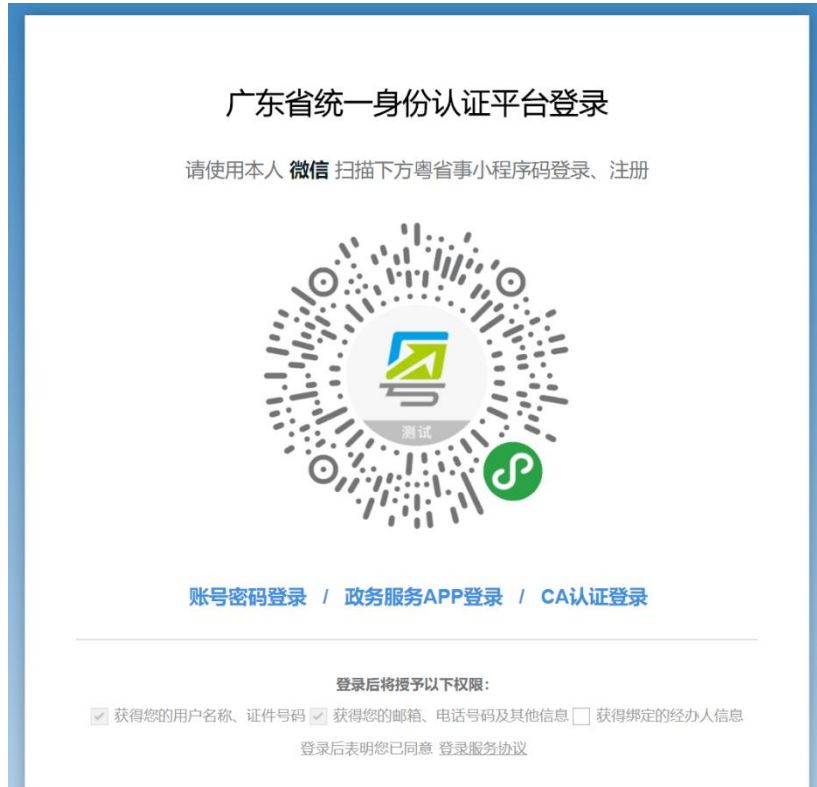 广东省统一身份认证平台登录
请使用本人 微信 扫描下方粤省事小程序码登录、注册
测试
账号密码登录 / 政务服务APP登录 / CA认证登录
登录后将授予以下权限：
获得您的用户名称、证件号码 获得您的邮箱、电话号码及其他信息 获得绑定的经办人信息
登录后表明您已同意 登录服务协议